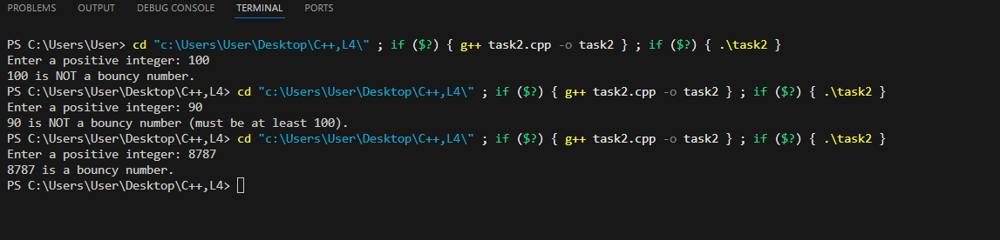 PROBLEMS OUTPUT DEBUG CONSOLE TERMINAL PORTS
PS C:\Users\User> cd "c:\Users\User\Desktop\C++,L4\" ; if ($?) { g++ task2.cpp -o task2 } ; if ($?) { .\task2 }
Enter a positive integer: 100
100 is NOT a bouncy number.
PS C:\Users\User\Desktop\C++,L4> cd "c:\Users\User\Desktop\C++,L4\" ; if ($?) { g++ task2.cpp -o task2 } ; if ($?) { .\task2 }
Enter a positive integer: 90
90 is NOT a bouncy number (must be at least 100).
PS C:\Users\User\Desktop\C++,L4> cd "c:\Users\User\Desktop\C++,L4\" ; if ($?) { g++ task2.cpp -o task2 } ; if ($?) { .\task2 }
Enter a positive integer: 8787
8787 is a bouncy number.
PS C:\Users\User\Desktop\C++,L4>